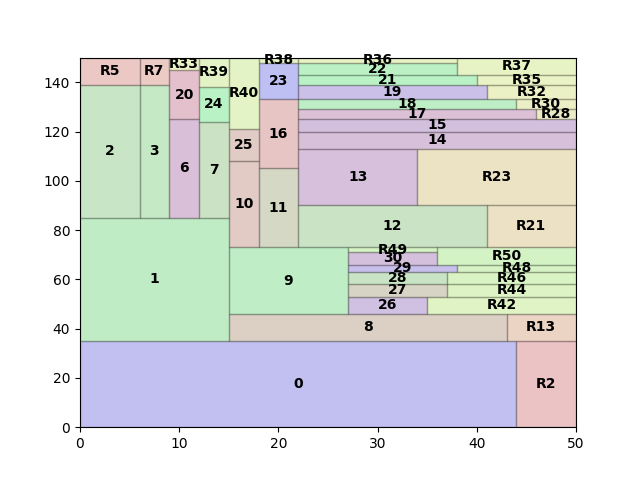 R33 R38 R36
R5 R7 R39 22 R37
140 20 23 21 R35
R40 19 R32
24 18 R30
17 R28
120 16 15
25 14
2 3 6 7
100 13 R23
10 11
80 12 R21
R49
30 R50
29 R48
60 1 9 28 R46
27 R44
26 R42
40 8 R13
20 0 R2
0
0 10 20 30 40 50